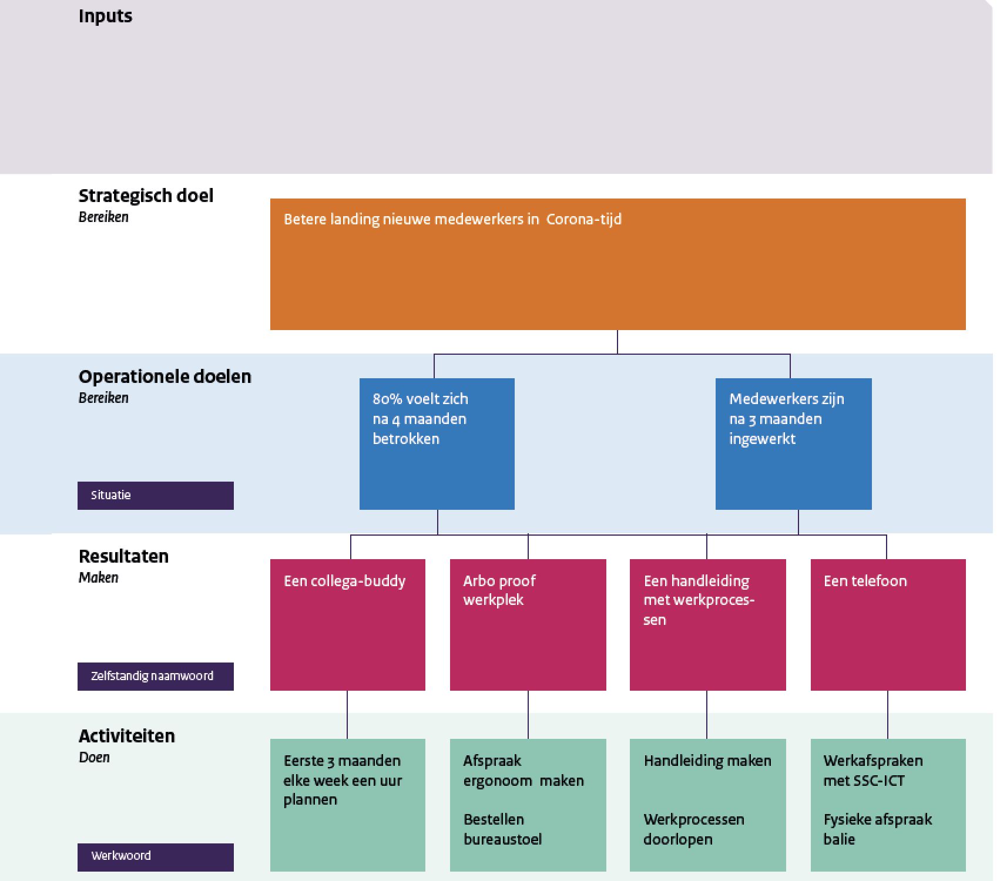 Inputs
Strategisch doel
Bereiken
Betere landing nieuwe medewerkers in Corona-tijd
Operationele doelen
Bereiken
Situatie
80% voelt zich
na 4 maanden
betrokken
Medewerkers zijn
na 3 maanden
ingewerkt
Resultaten
Maken
Zelfstandig naamwoord
Een collega-buddy
Arbo proof
werkplek
Een handleiding
met werkproces-
sen
Een telefoon
Activiteiten
Doen
Werkwoord
Eerste 3 maanden
elke week een uur
plannen
Afspraak
ergonoom maken
Bestellen
bureaustoel
Handleiding maken
Werkprocessen
doorlopen
Werkafspraken
met SSC-ICT
Fysieke afspraak
balie